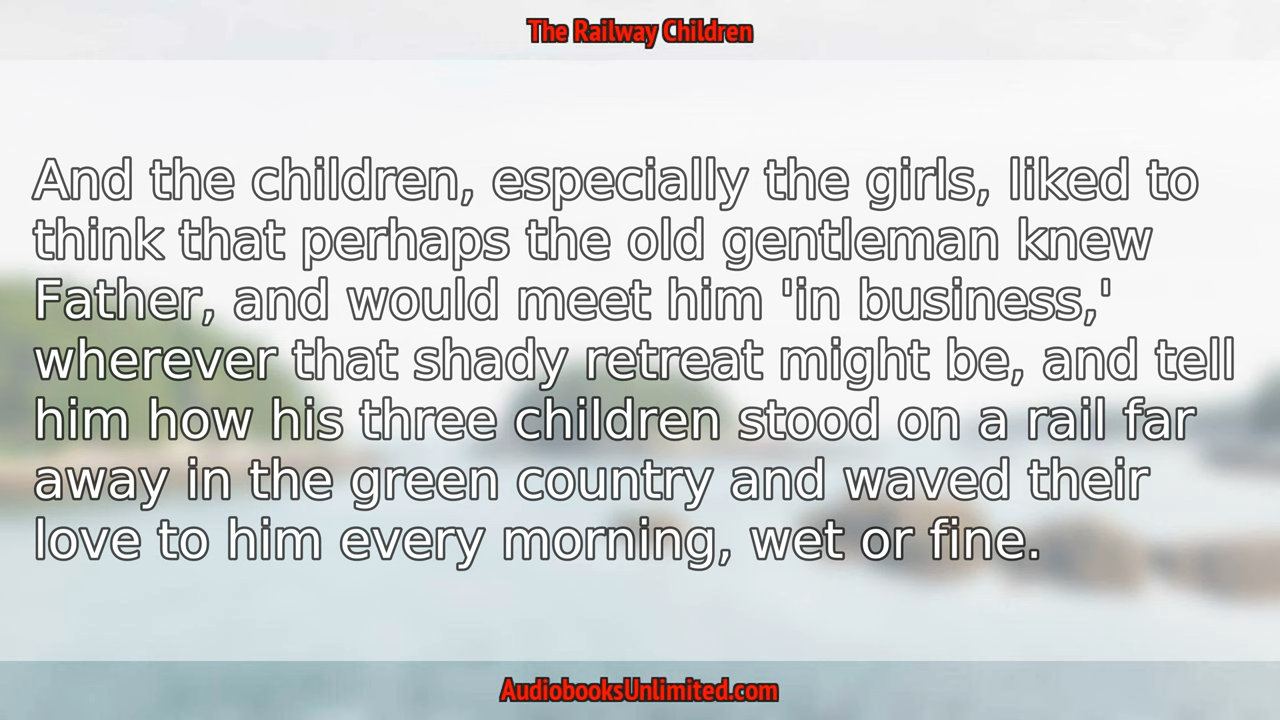 The Railway Children
And the children, especially the girls, liked to
think that perhaps the old gentleman knew
Father, and would meet him 'in business,'
wherever that shady retreat might be, and tell
him how his three children stood on a rail far
away in the green country and waved their
love to him every morning, wet or fine.
AudiobooksUnlimited.com